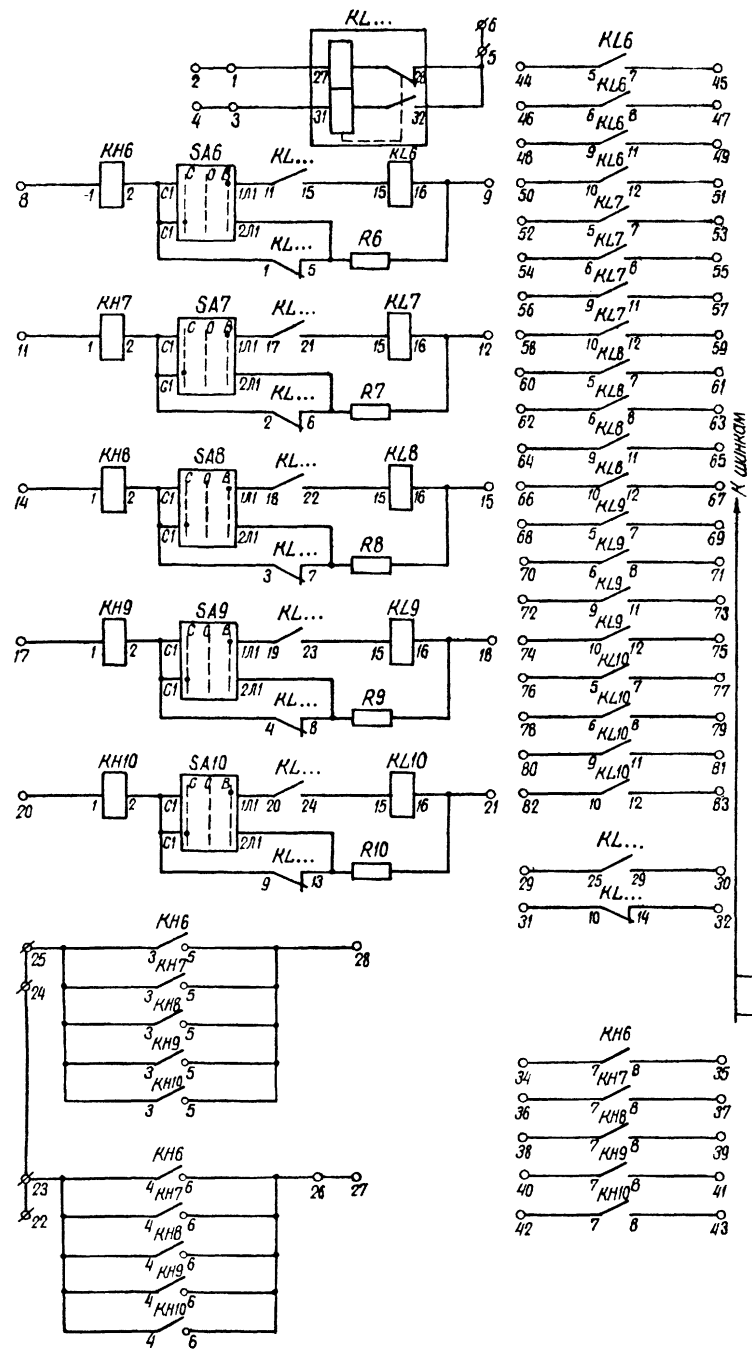 KL...
6
5
2 1 27 28
4 3 31 32
KH6 SA6 KL... KL6
С О В
8 1 2 C1 1Л1 11 15 15 16 9
C1 2Л1 KL... R6
1 5
KH7 SA7 KL... KL7
С О В
11 1 2 C1 1Л1 17 21 15 16 12
C1 2Л1 KL... R7
2 6
KH8 SA8 KL... KL8
С О В
14 1 2 C1 1Л1 18 22 15 16 15
C1 2Л1 KL... R8
3 7
KH9 SA9 KL... KL9
С О В
17 1 2 C1 1Л1 19 23 15 16 18
C1 2Л1 KL... R9
4 8
KH10 SA10 KL... KL10
С О В
20 1 2 C1 1Л1 20 24 15 16 21
C1 2Л1 KL... R10
9 13
KH6
25 3 5 28
KH7
24 3 5
KH8
3 5
KH9
3 5
KH10
3 5
KH6
23 4 6 26 27
KH7
22 4 6
KH8
4 6
KH9
4 6
KH10
4 6
KL6
44 5 7 45
KL6
46 6 8 47
KL6
48 9 11 49
KL6
50 10 12 51
KL7
52 5 7 53
KL7
54 6 8 55
KL7
56 9 11 57
KL7
58 10 12 59
KL8
60 5 7 61
KL8
62 6 8 63
KL8
64 9 11 65
KL8
66 10 12 67
KL9
68 5 7 69
KL9
70 6 8 71
KL9
72 9 11 73
KL9
74 10 12 75
KL10
76 5 7 77
KL10
78 6 8 79
KL10
80 9 11 81
KL10
82 10 12 83
KL...
29 25 29 30
KL...
31 10 14 32
К шинкам
KH6
34 7 8 35
KH7
36 7 8 37
KH8
38 7 8 39
KH9
40 7 8 41
KH10
42 7 8 43